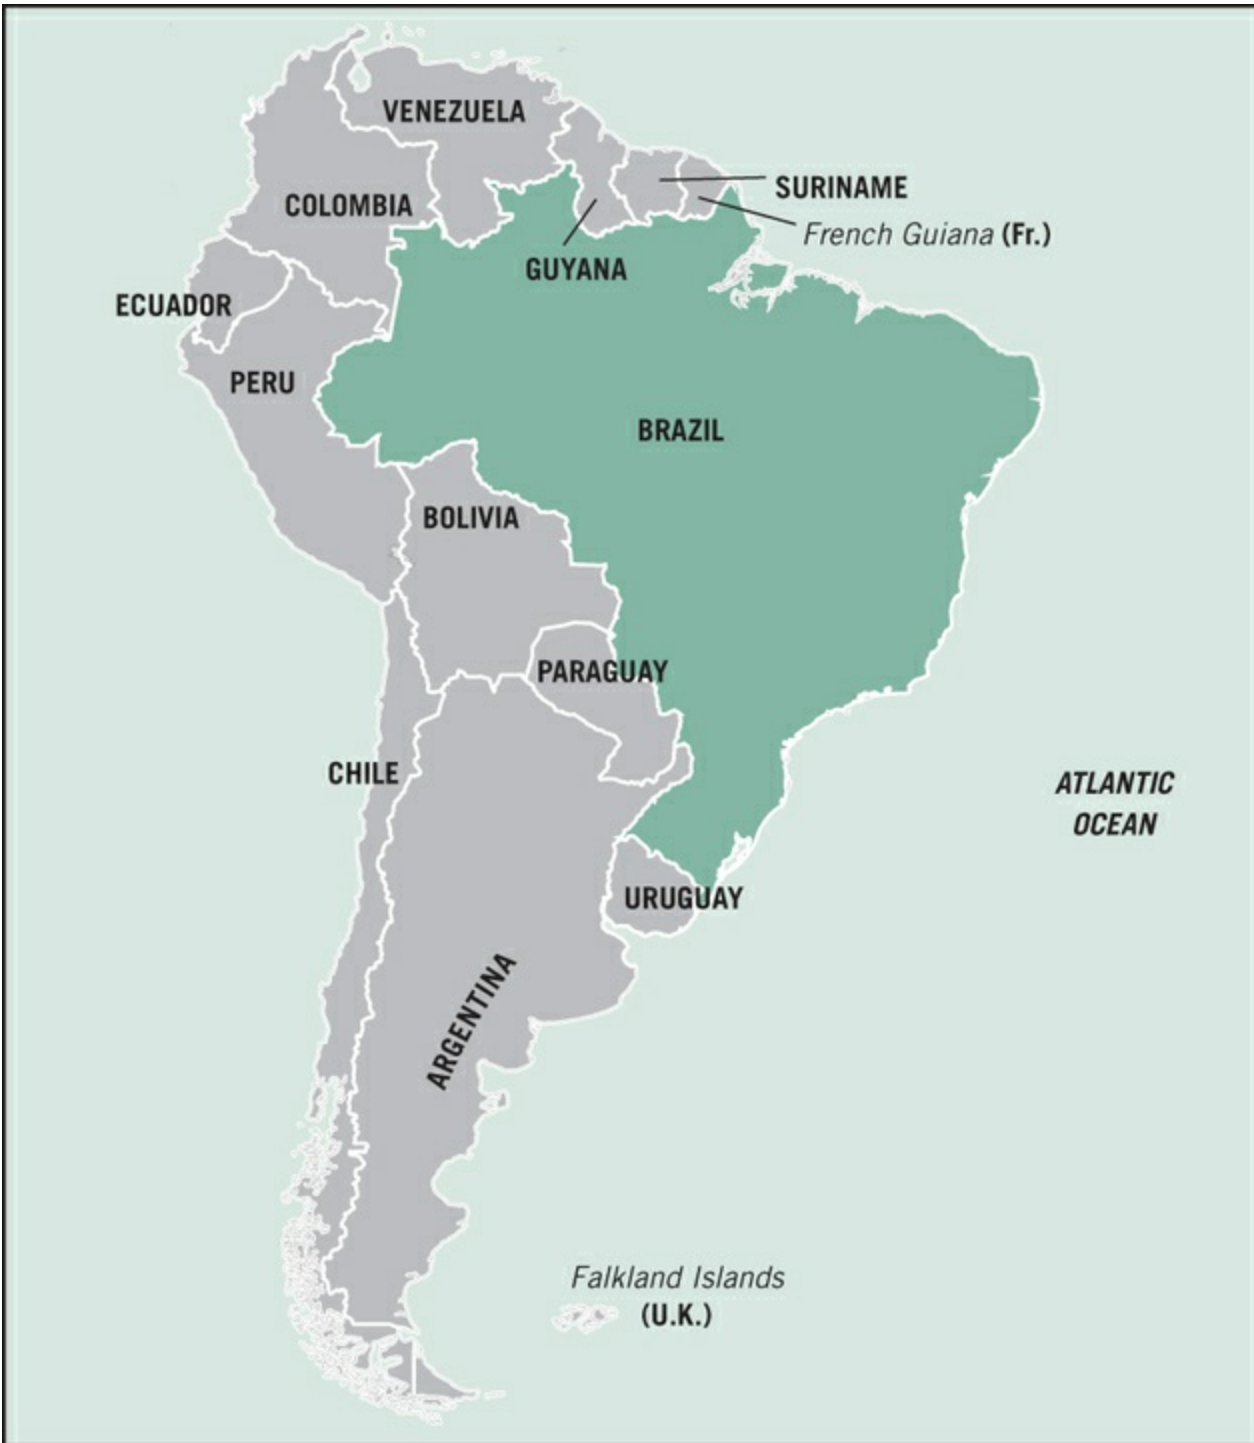 VENEZUELA
SURINAME
COLOMBIA
French Guiana (Fr.)
GUYANA
ECUADOR
PERU
BRAZIL
BOLIVIA
PARAGUAY
CHILE
ATLANTIC
OCEAN
URUGUAY
ARGENTINA
Falkland Islands
(U.K.)